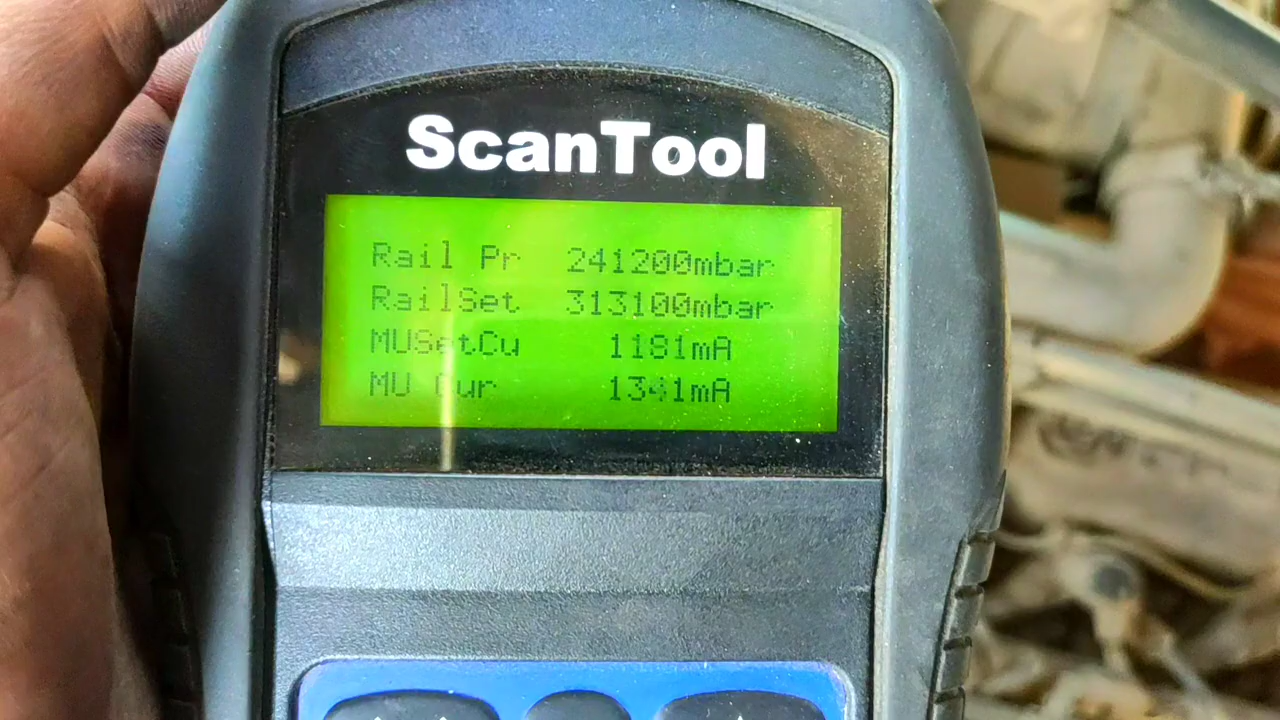 ScanTool
Rail Pr 241200mbar
RailSet 313100mbar
MUSetCu 1181mA
MU Cur 1341mA